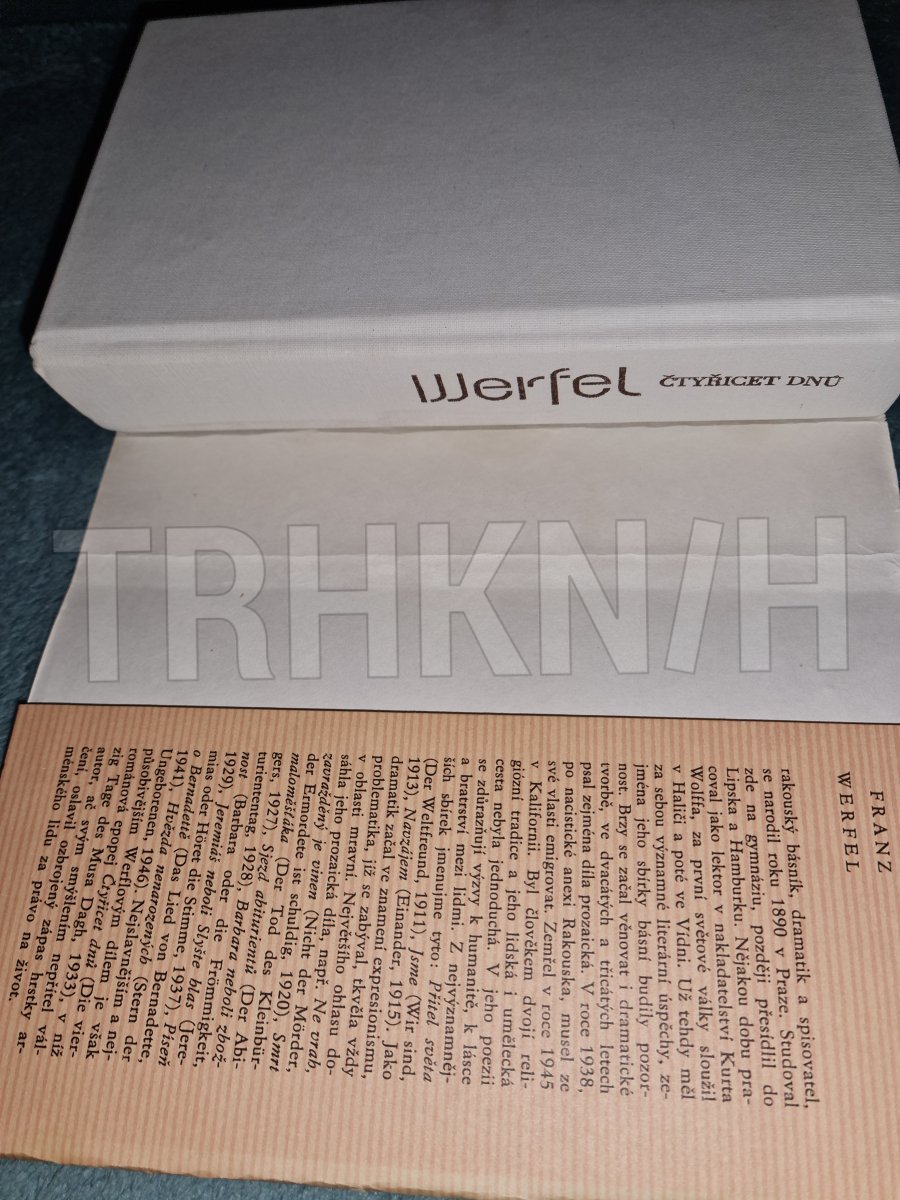 Werfel ČTYŘICET DNŮ
TRHKN/H
FRANZ
WERFEL
rakouský básník, dramatik a spisovatel,
se narodil roku 1890 v Praze. Studoval
zde na gymnáziu, později přesídlil do
Lipska a Hamburku. Nějakou dobu pra-
coval jako lektor v nakladatelství Kurta
Wolffa, za první světové války sloužil
v Haliči a poté ve Vídni. Už tehdy měl
za sebou významné literární úspěchy, ze-
jména jeho sbírky básní budily pozor-
nost. Brzy se začal věnovat i dramatické
tvorbě, ve dvacátých a třicátých letech
psal zejména díla prozaická. V roce 1938,
po nacistické anexi Rakouska, musel ze
své vlasti emigrovat. Zemřel v roce 1945
v Kalifornii. Byl člověkem dvojí reli-
giózní tradice a jeho lidská i umělecká
cesta nebyla jednoduchá. V jeho poezii
se zdůrazňují výzvy k humanitě, k lásce
a bratrství mezi lidmi. Z nejvýznamněj-
ších sbírek jmenujme tyto: Přítel světa
(Der Weltfreund, 1911), Jsme (Wir sind,
1913), Navzájem (Einander, 1915). Jako
dramatik začal ve znamení expresionismu,
problematika, jíž se zabýval, tkvěla vždy
v oblasti mravní. Největšího ohlasu do-
sáhla jeho prozaická díla, např. Ne vrah,
zavražděný je vinen (Nicht der Mörder,
der Ermordete ist schuldig, 1920), Smrt
maloměšťáka (Der Tod des Kleinbür-
gers, 1927), Sjezd abiturientů (Der Abi-
turiententag, 1928), Barbara neboli zbož-
nost (Barbara oder die Frömmigkeit,
1929), Jeremiáš neboli Slyšte hlas (Jere-
mias oder Höret die Stimme, 1937), Píseň
o Bernadettě (Das Lied von Bernadette,
1941), Hvězda nenarozených (Stern der
Ungeborenen, 1946). Nejslavnějším a nej-
působivějším Werflovým dílem je však
románová epopej Čtyřicet dnů (Die vier-
zig Tage des Musa Dagh, 1933), v níž
autor, ač svým smýšlením nepřítel vál-
čení, oslavil ozbrojený zápas hrstky ar-
ménského lidu za právo na život.